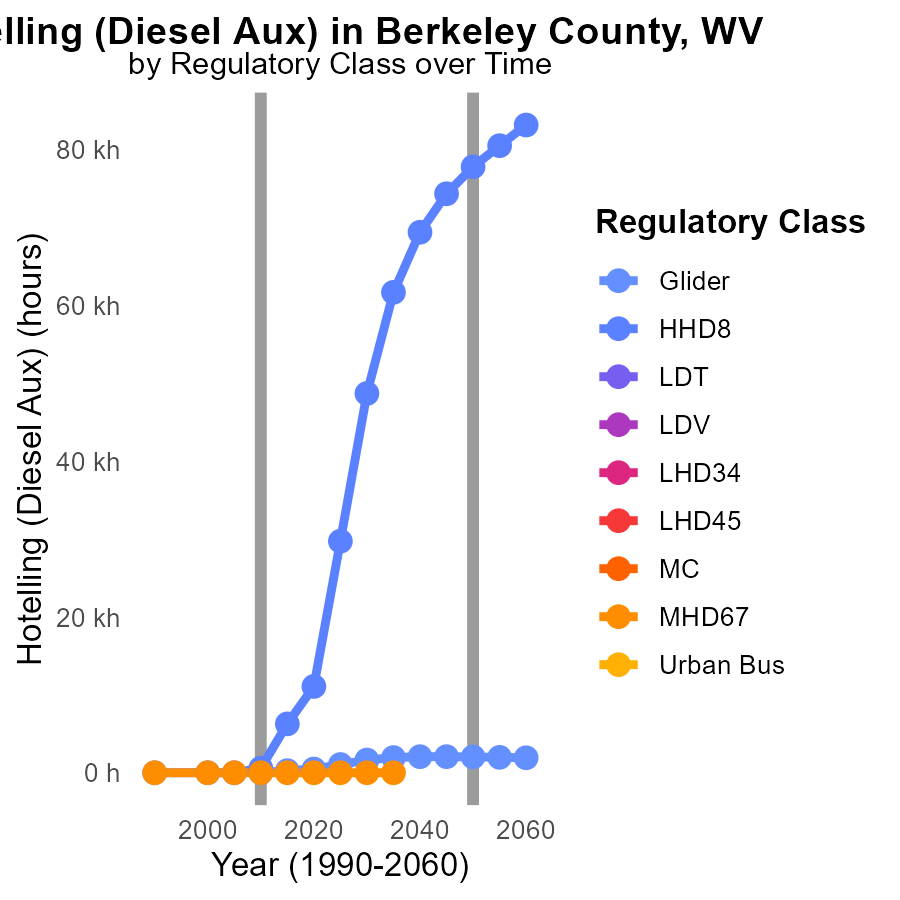 elling (Diesel Aux) in Berkeley County, WV
by Regulatory Class over Time
Hotelling (Diesel Aux) (hours)
80 kh
60 kh
40 kh
20 kh
0 h
2000 2020 2040 2060
Year (1990-2060)
Regulatory Class
Glider
HHD8
LDT
LDV
LHD34
LHD45
MC
MHD67
Urban Bus